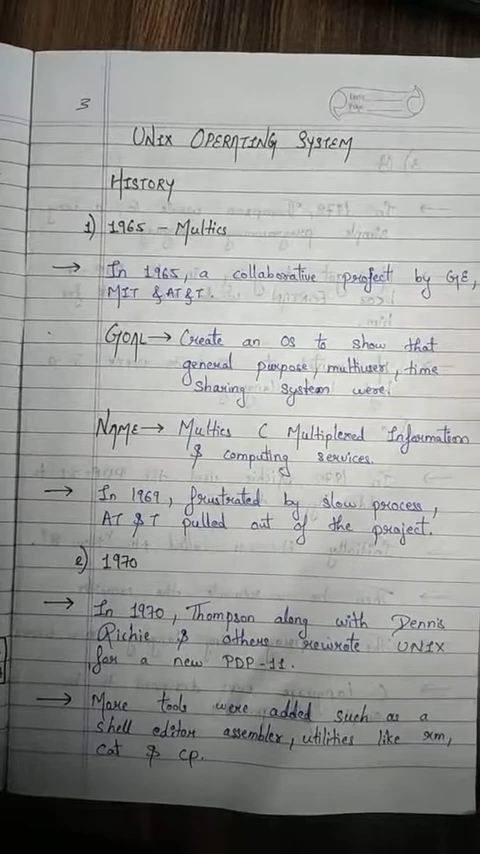 3
UNIX OPERATING SYSTEM
HISTORY
1) 1965 - Multics
→ In 1965, a collaborative project by GE,
MIT & AT&T.
GOAL → Create an OS to show that
general purpose, multiuser, time
sharing system were
NAME → Multics ( Multiplexed Information
& computing services.
→ In 1969, frustrated by slow process,
AT & T pulled out of the project.
2) 1970
→ In 1970, Thompson along with Dennis
Richie & others rewrote UNIX
for a new PDP-11.
→ More tools were added such as a
shell editor assembler, utilities like rm,
cat & cp.